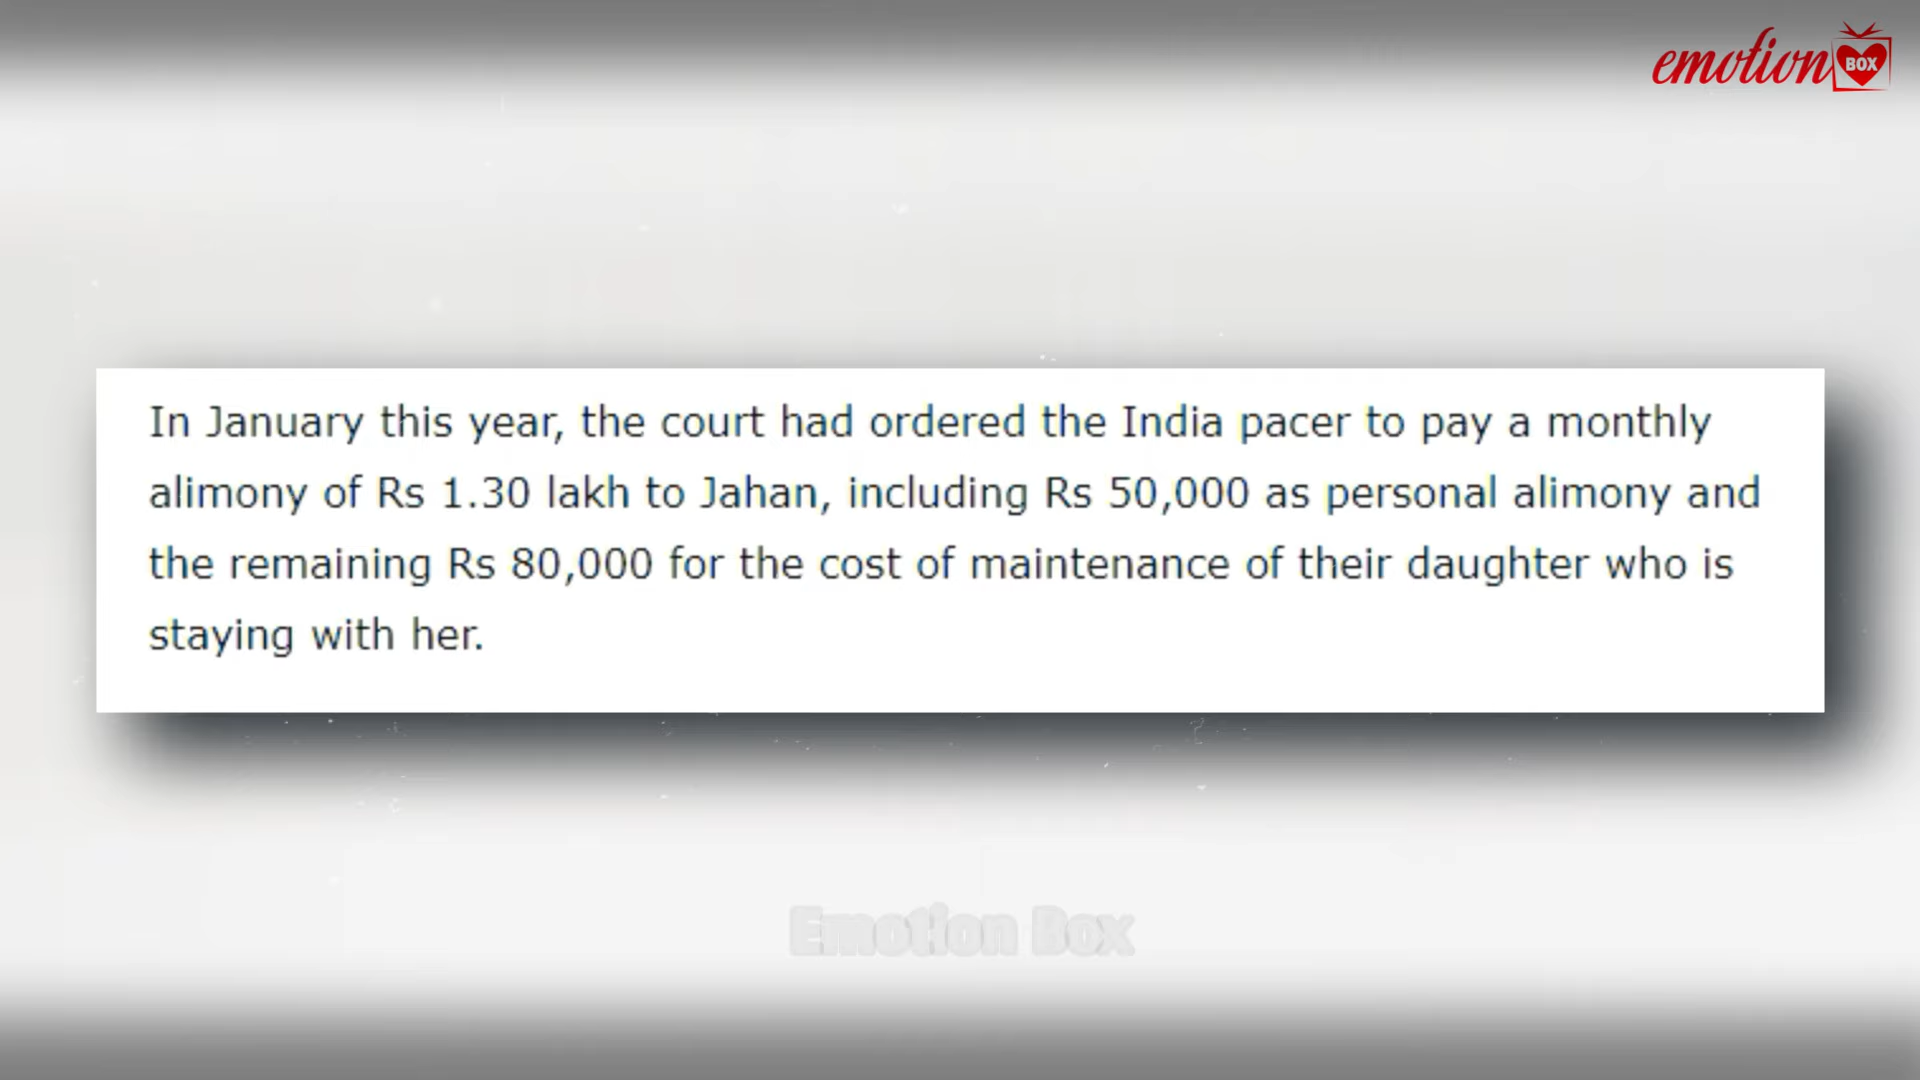 emotion BOX
In January this year, the court had ordered the India pacer to pay a monthly
alimony of Rs 1.30 lakh to Jahan, including Rs 50,000 as personal alimony and
the remaining Rs 80,000 for the cost of maintenance of their daughter who is
staying with her.
Emotion Box